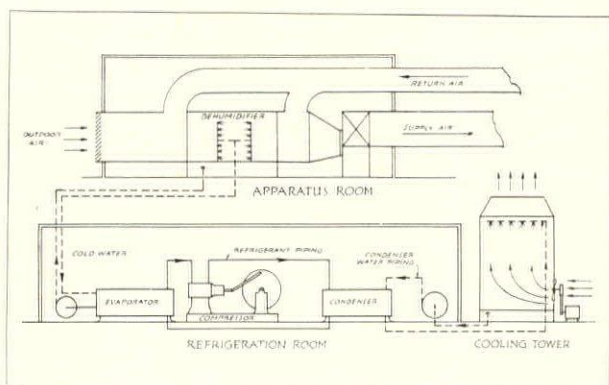 RETURN AIR
DEHUMIDIFIER
OUTDOOR
AIR
SUPPLY AIR
APPARATUS ROOM
COLD WATER
REFRIGERANT PIPING
CONDENSER
WATER PIPING
EVAPORATOR
COMPRESSOR
CONDENSER
REFRIGERATION ROOM
COOLING TOWER